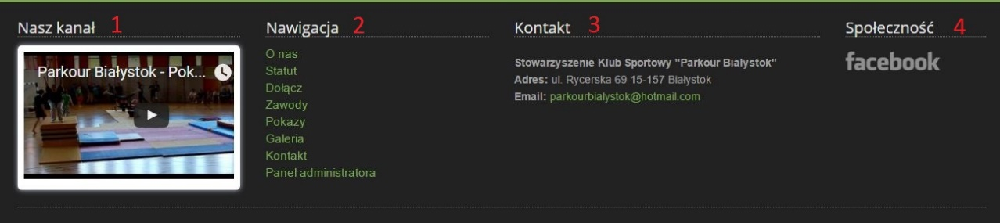 Nasz kanał 1
Parkour Białystok - Pok...
Nawigacja 2
O nas
Statut
Dołącz
Zawody
Pokazy
Galeria
Kontakt
Panel administratora
Kontakt 3
Stowarzyszenie Klub Sportowy "Parkour Białystok"
Adres: ul. Rycerska 69 15-157 Białystok
Email: parkourbialystok@hotmail.com
Społeczność 4
facebook